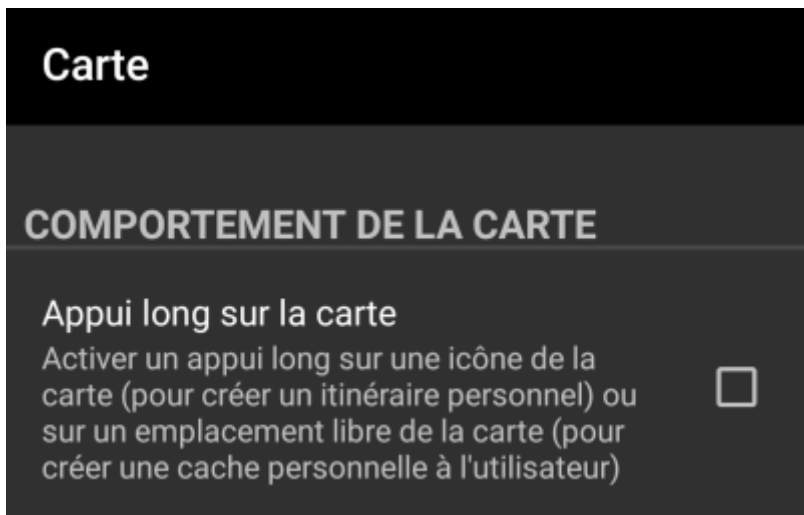 Carte
COMPORTEMENT DE LA CARTE
Appui long sur la carte
Activer un appui long sur une icône de la
carte (pour créer un itinéraire personnel) ou
sur un emplacement libre de la carte (pour
créer une cache personnelle à l'utilisateur)